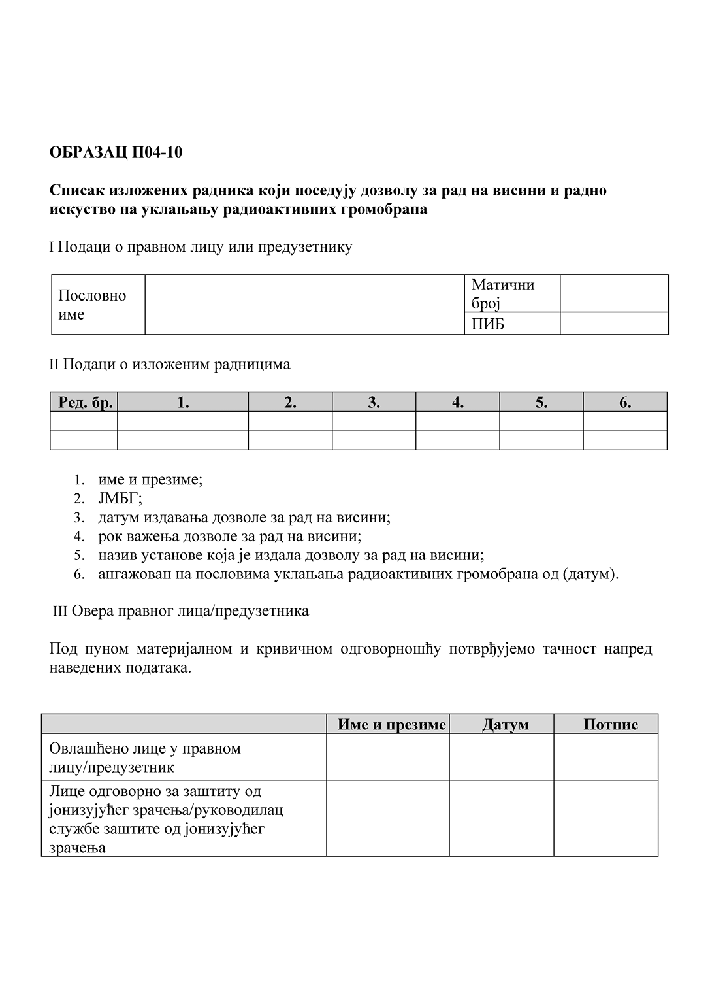 ОБРАЗАЦ П04-10
Списак изложених радника који поседују дозволу за рад на висини и радно
искуство на уклањању радиоактивних громобрана
I Подаци о правном лицу или предузетнику
Пословно
име
Матични
број
ПИБ
II Подаци о изложеним радницима
Ред. бр. 1. 2. 3. 4. 5. 6.
1. име и презиме;
2. ЈМБГ;
3. датум издавања дозволе за рад на висини;
4. рок важења дозволе за рад на висини;
5. назив установе која је издала дозволу за рад на висини;
6. ангажован на пословима уклањања радиоактивних громобрана од (датум).
III Овера правног лица/предузетника
Под пуном материјалном и кривичном одговорношћу потврђујемо тачност напред
наведених података.
Име и презиме Датум Потпис
Овлашћено лице у правном
лицу/предузетник
Лице одговорно за заштиту од
јонизујућег зрачења/руководилац
службе заштите од јонизујућег
зрачења